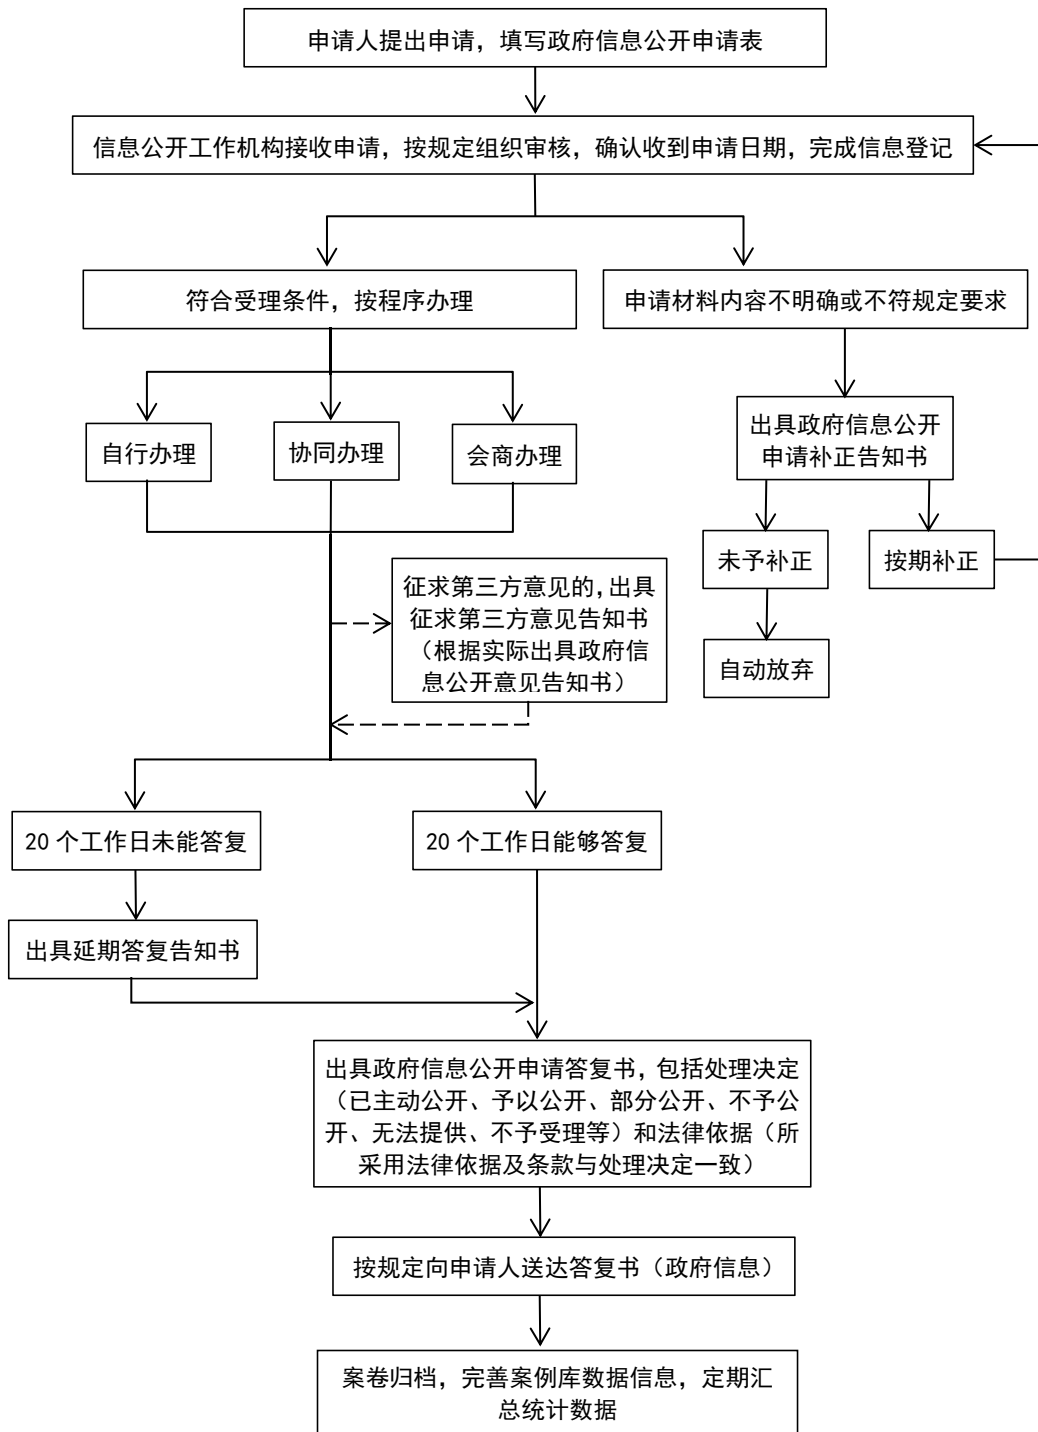 申请人提出申请，填写政府信息公开申请表
信息公开工作机构接收申请，按规定组织审核，确认收到申请日期，完成信息登记
符合受理条件，按程序办理
申请材料内容不明确或不符规定要求
自行办理
协同办理
会商办理
出具政府信息公开
申请补正告知书
未予补正
按期补正
自动放弃
征求第三方意见的，出具
征求第三方意见告知书
（根据实际出具政府信
息公开意见告知书）
20 个工作日未能答复
20 个工作日能够答复
出具延期答复告知书
出具政府信息公开申请答复书，包括处理决定
（已主动公开、予以公开、部分公开、不予公
开、无法提供、不予受理等）和法律依据（所
采用法律依据及条款与处理决定一致）
按规定向申请人送达答复书（政府信息）
案卷归档，完善案例库数据信息，定期汇
总统计数据